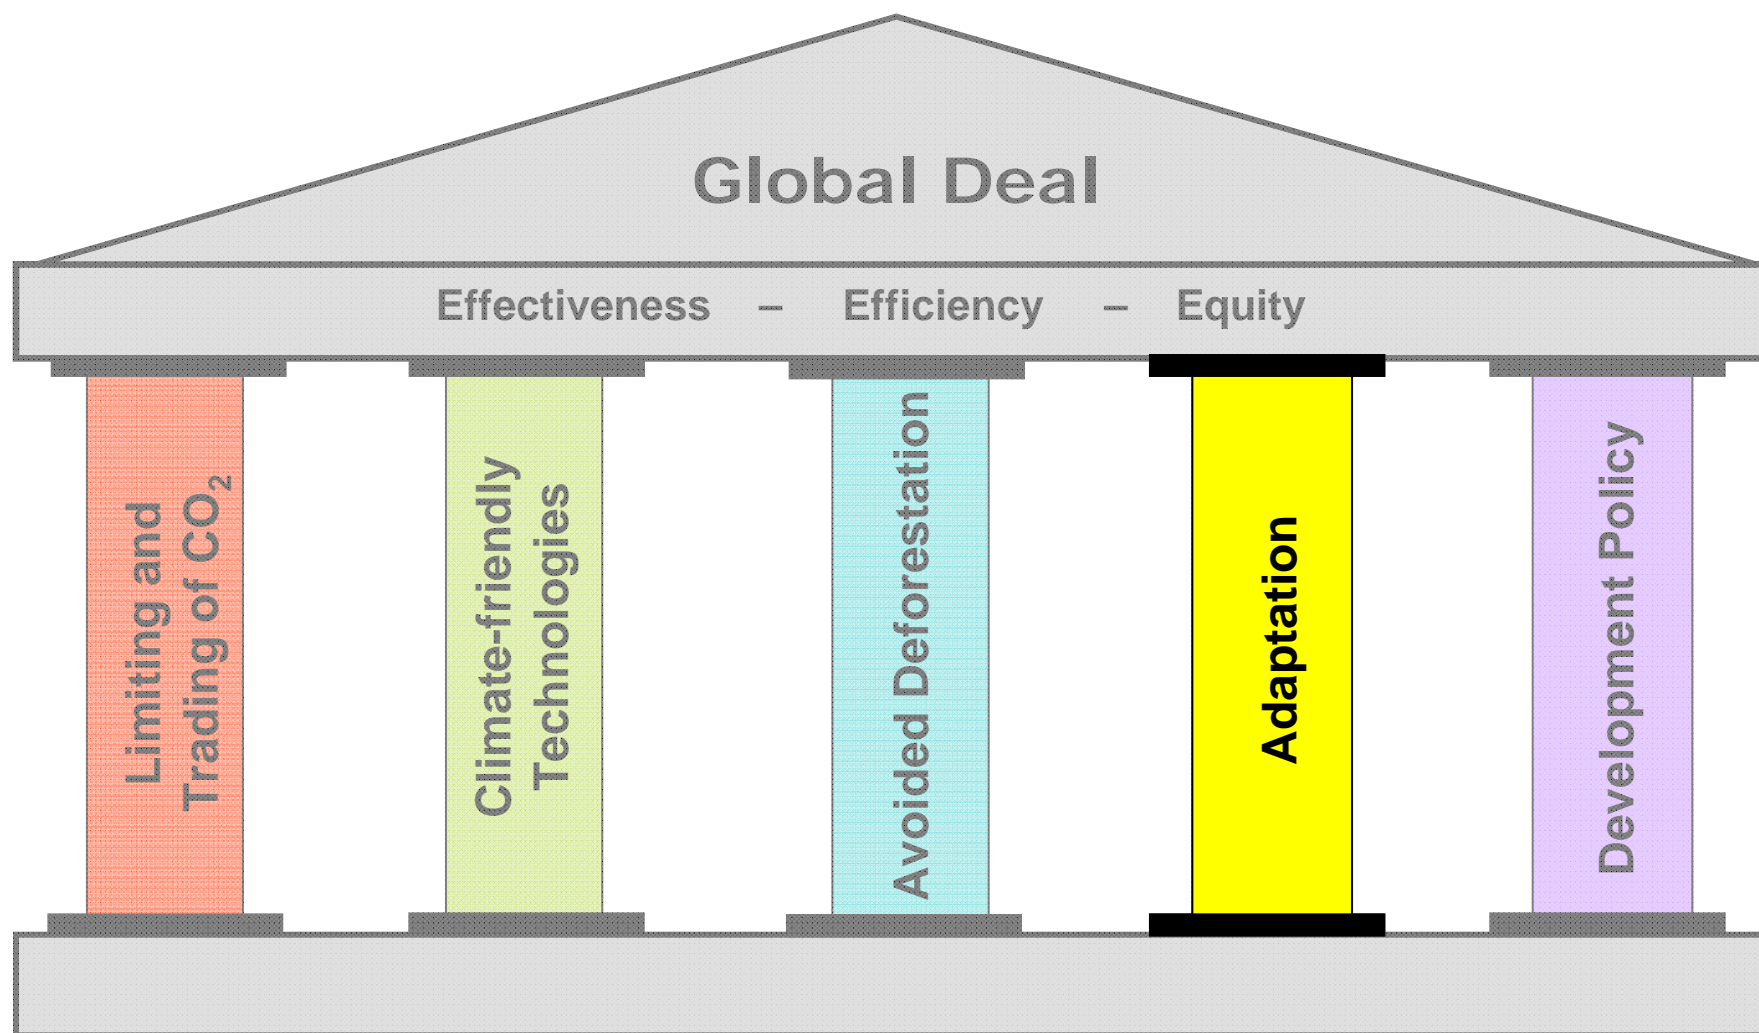 Global Deal
Effectiveness – Efficiency – Equity
Limiting and
Trading of CO₂
Climate-friendly
Technologies
Avoided Deforestation
Adaptation
Development Policy